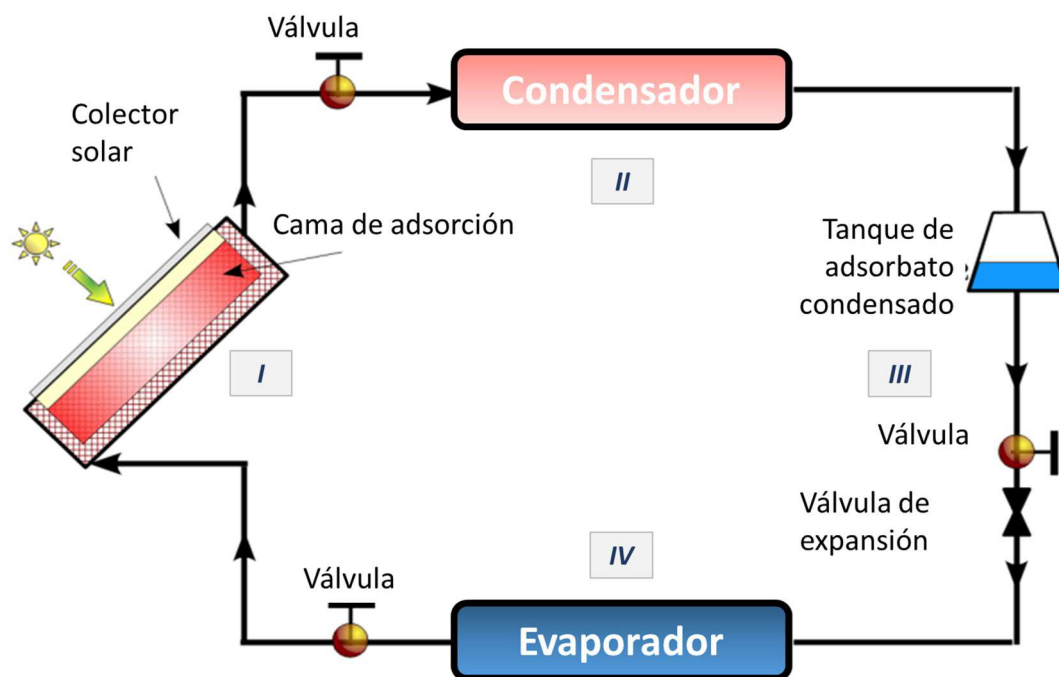 Válvula
Condensador
Colector
solar
II
Cama de adsorción
Tanque de
adsorbato
condensado
I
III
Válvula
Válvula de
expansión
IV
Válvula
Evaporador